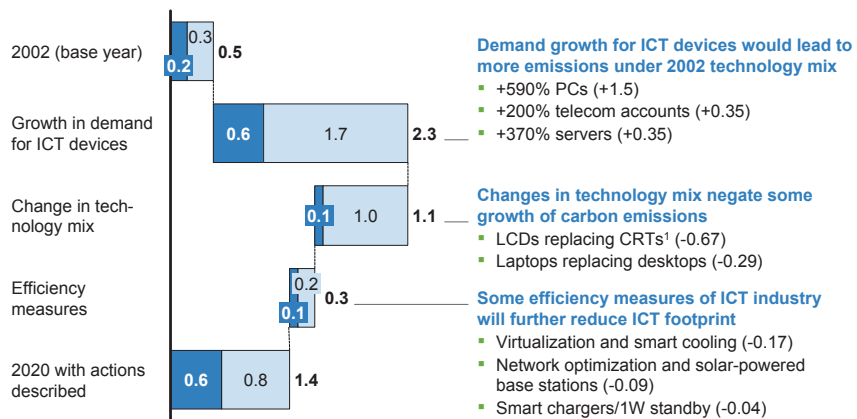 2002 (base year)
0.3
0.2
0.5
Demand growth for ICT devices would lead to
more emissions under 2002 technology mix
▪ +590% PCs (+1.5)
▪ +200% telecom accounts (+0.35)
▪ +370% servers (+0.35)
Growth in demand
for ICT devices
0.6
1.7
2.3
Change in tech-
nology mix
0.1
1.0
1.1
Changes in technology mix negate some
growth of carbon emissions
▪ LCDs replacing CRTs¹ (-0.67)
▪ Laptops replacing desktops (-0.29)
Efficiency
measures
0.2
0.1
0.3
Some efficiency measures of ICT industry
will further reduce ICT footprint
▪ Virtualization and smart cooling (-0.17)
▪ Network optimization and solar-powered
base stations (-0.09)
▪ Smart chargers/1W standby (-0.04)
2020 with actions
described
0.6
0.8
1.4